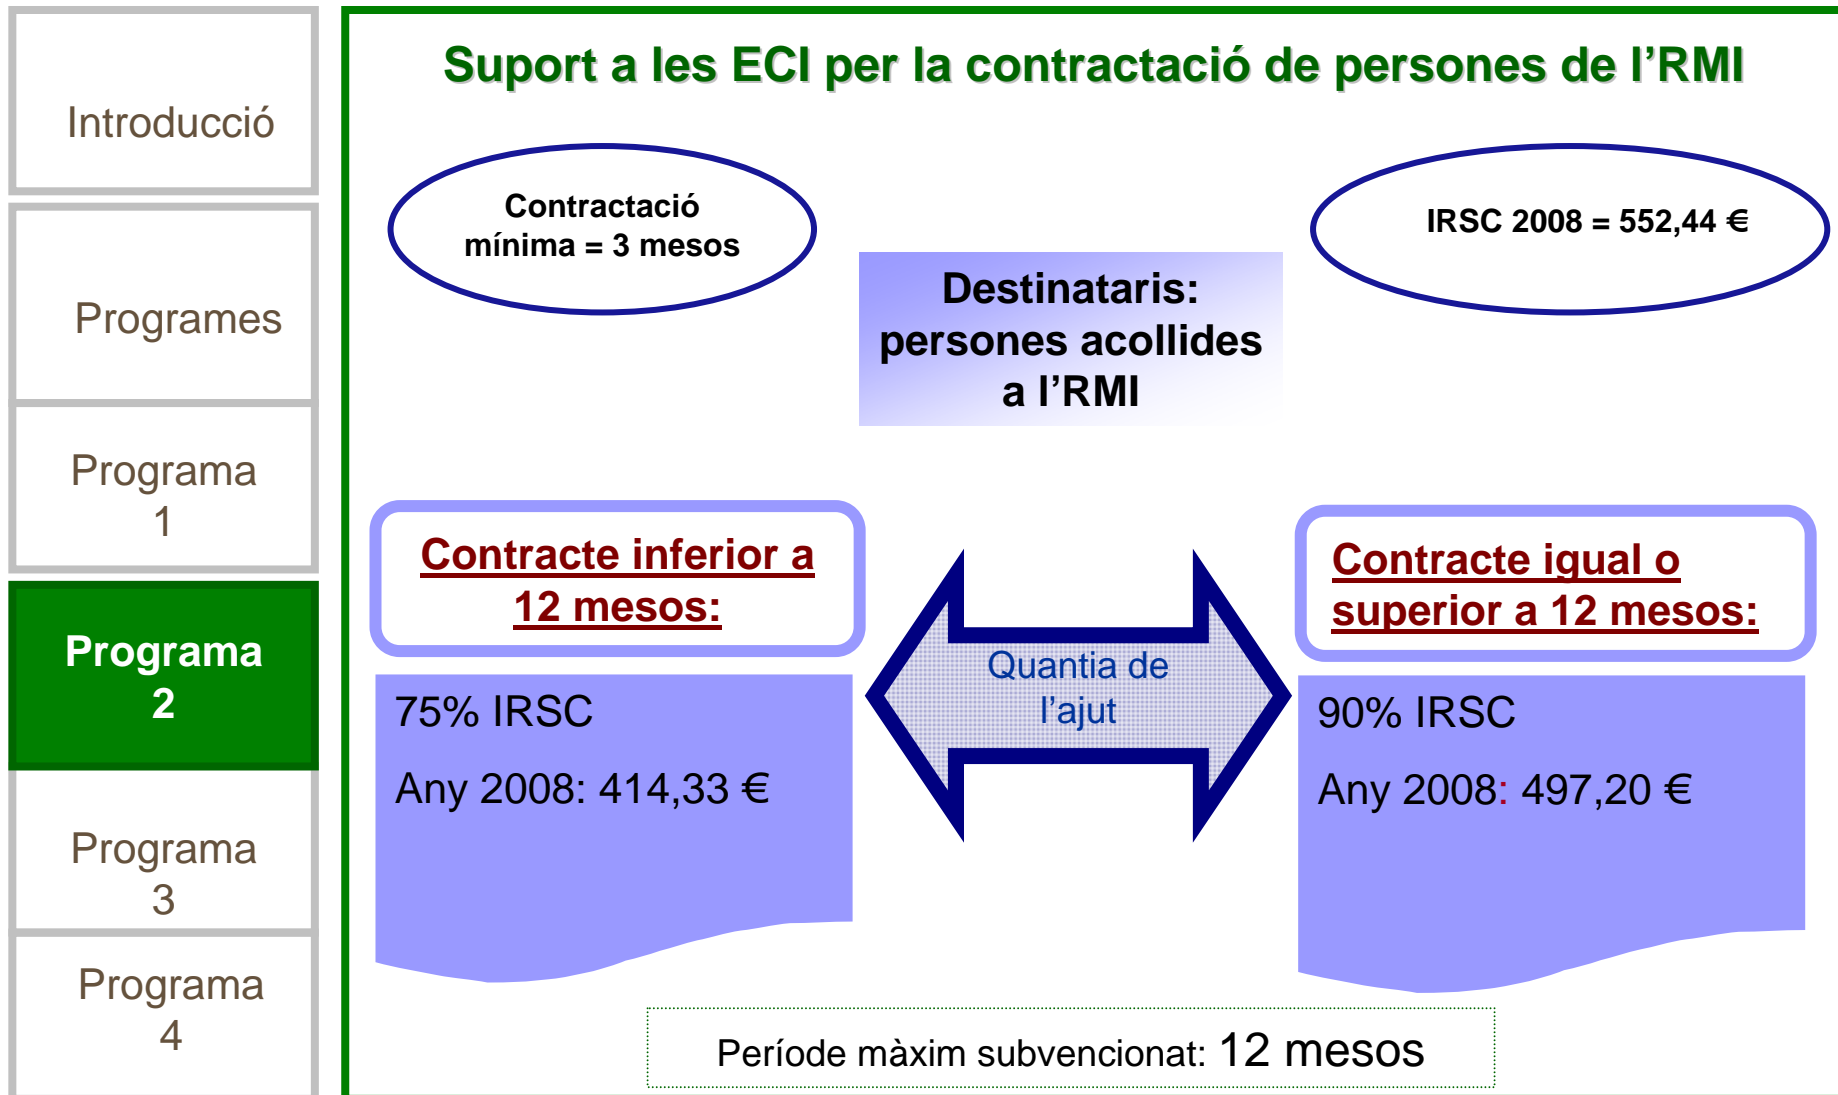 Introducció
Programes
Programa
1
Programa
2
Programa
3
Programa
4
Suport a les ECI per la contractació de persones de l’RMI
Contractació
mínima = 3 mesos
IRSC 2008 = 552,44 €
Destinataris:
persones acollides
a l’RMI
Contracte inferior a
12 mesos:
75% IRSC
Any 2008: 414,33 €
Quantia de
l’ajut
Contracte igual o
superior a 12 mesos:
90% IRSC
Any 2008: 497,20 €
Període màxim subvencionat: 12 mesos